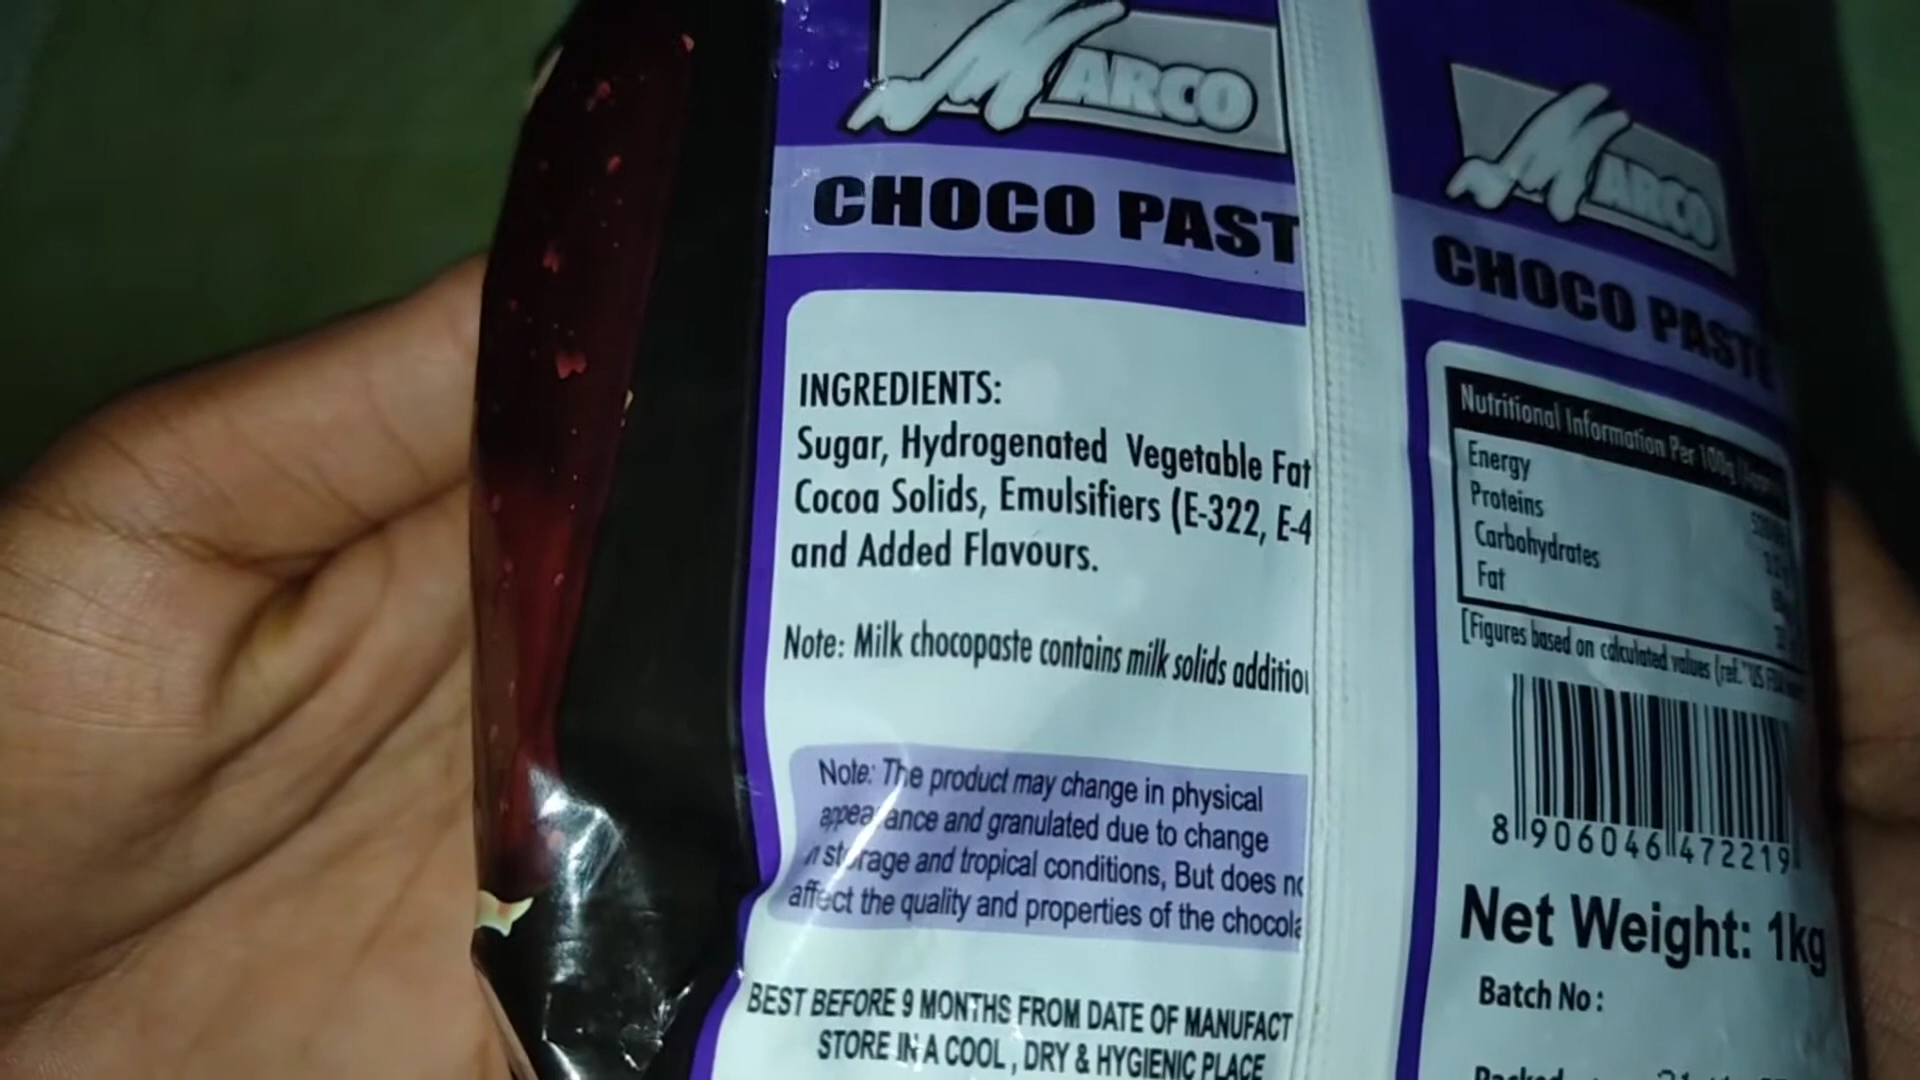 MARCO
CHOCO PAST
INGREDIENTS:
Sugar, Hydrogenated Vegetable Fat
Cocoa Solids, Emulsifiers (E-322, E-4
and Added Flavours.
Note: Milk chocopaste contains milk solids additio
Note: The product may change in physical
appearance and granulated due to change
in storage and tropical conditions, But does no
affect the quality and properties of the chocola
BEST BEFORE 9 MONTHS FROM DATE OF MANUFACT
STORE IN A COOL, DRY & HYGIENIC PLACE
MARCO
CHOCO PASTE
Nutritional Information Per 100g
Energy
Proteins
Carbohydrates
Fat
[Figures based on calculated values (ref. "US
8 906046 472219
Net Weight: 1kg
Batch No :